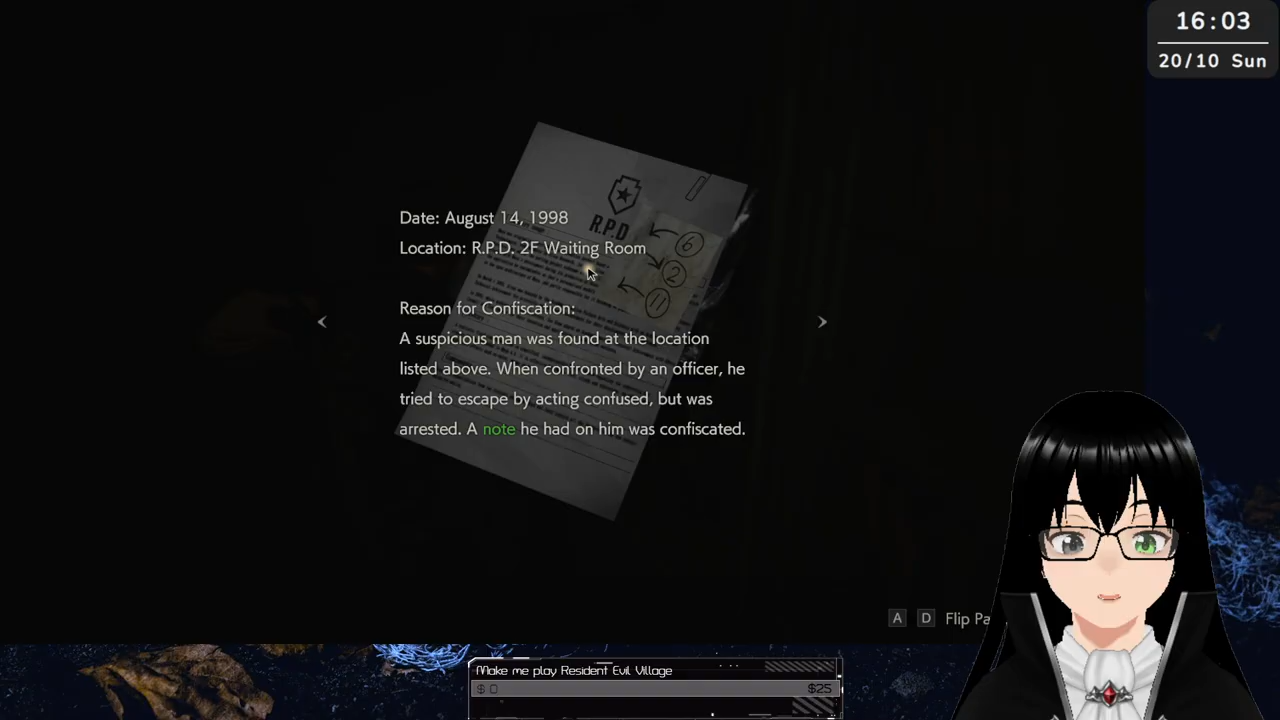 16:03
20/10 Sun
Date: August 14, 1998
Location: R.P.D. 2F Waiting Room
R.P.D
6
2
11
Reason for Confiscation:
A suspicious man was found at the location
listed above. When confronted by an officer, he
tried to escape by acting confused, but was
arrested. A note he had on him was confiscated.
A D Flip Pa
Make me play Resident Evil Village
$ 0 $25